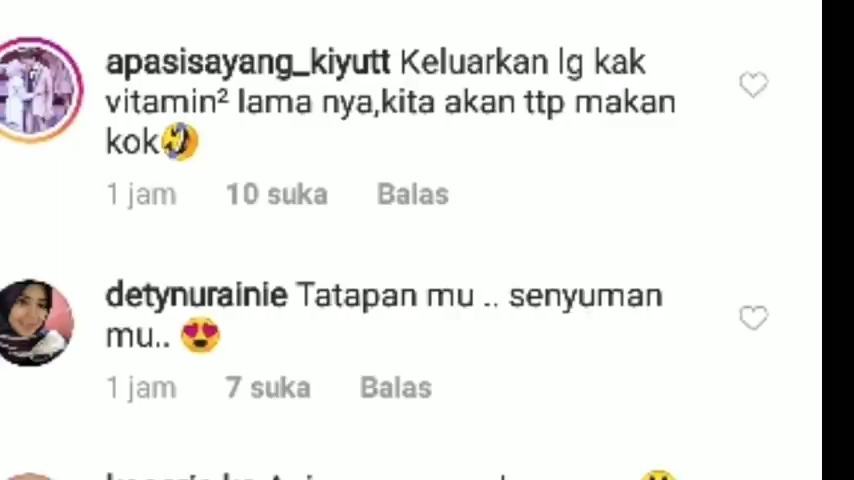 apasisayang_kiyutt Keluarkan lg kak
vitamin² lama nya,kita akan ttp makan
kok🤣
1 jam 10 suka Balas
detynurainie Tatapan mu .. senyuman
mu.. 😍
1 jam 7 suka Balas